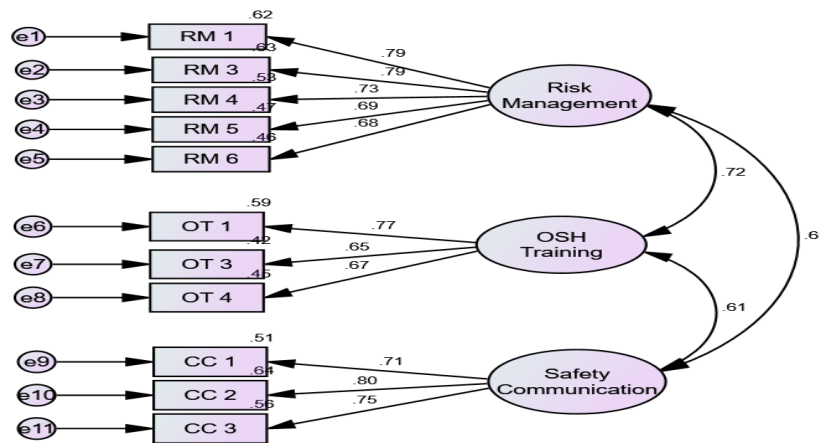 .62
e1
RM 1
.79
.63
e2
RM 3
.79
.53
e3
RM 4
.73
.47
e4
RM 5
.69
.46
e5
RM 6
.68
Risk
Management
.72
.6
.59
e6
OT 1
.77
.42
e7
OT 3
.65
.45
e8
OT 4
.67
OSH
Training
.61
.51
e9
CC 1
.71
.64
e10
CC 2
.80
.56
e11
CC 3
.75
Safety
Communication